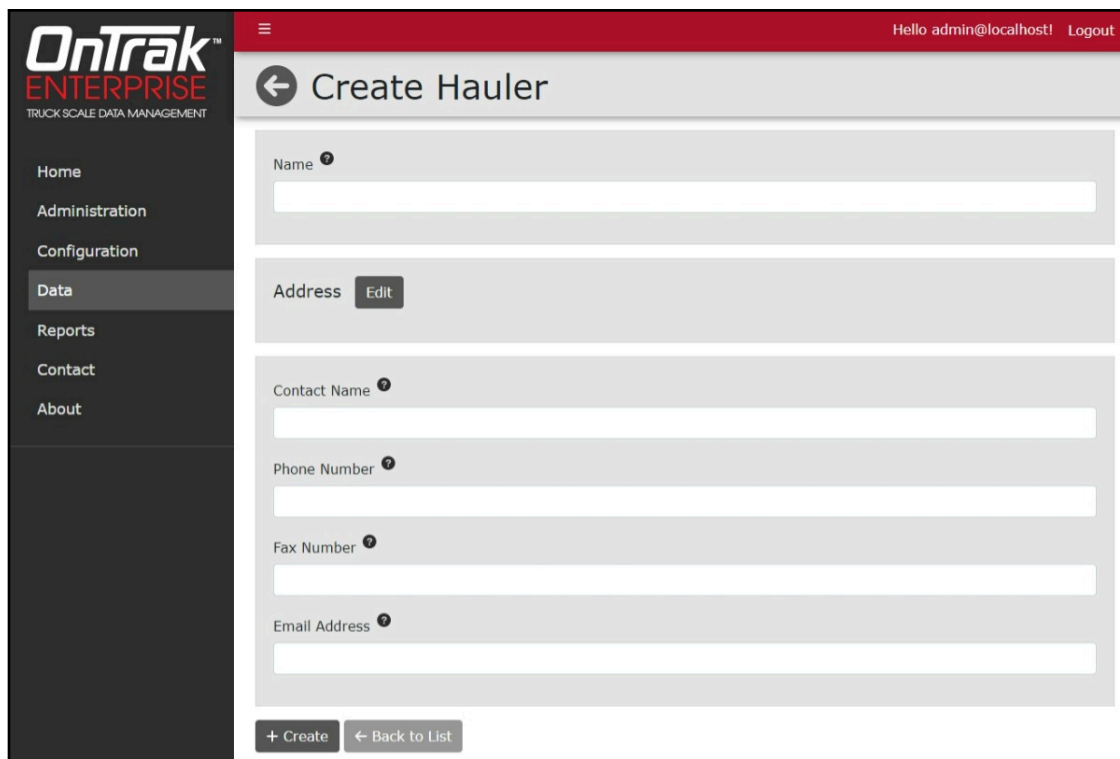 OnTrak™
ENTERPRISE
TRUCK SCALE DATA MANAGEMENT
Home
Administration
Configuration
Data
Reports
Contact
About
Hello admin@localhost! Logout
Create Hauler
Name
Address Edit
Contact Name
Phone Number
Fax Number
Email Address
+ Create ← Back to List